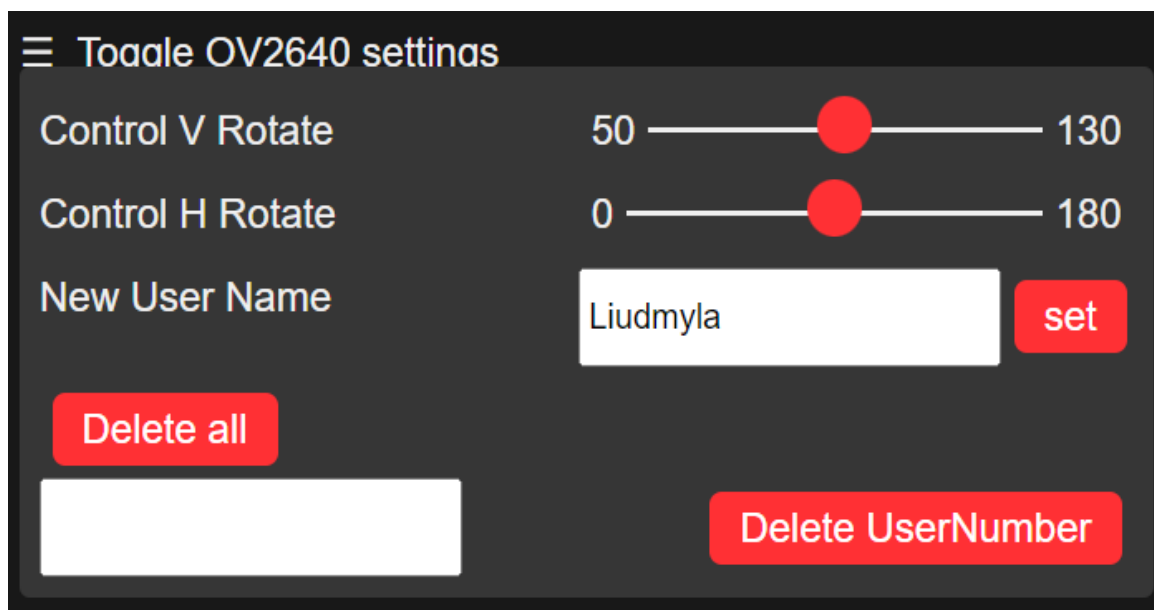 ☰ Toggle OV2640 settings
Control V Rotate 50 130
Control H Rotate 0 180
New User Name Liudmyla set
Delete all
Delete UserNumber